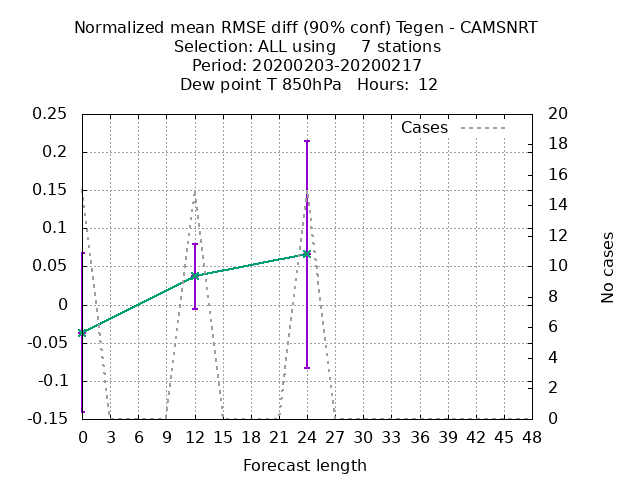 Normalized mean RMSE diff (90% conf) Tegen - CAMSNRT
Selection: ALL using     7 stations
Period: 20200203-20200217
Dew point T 850hPa   Hours:  12
Cases
0.25
0.2
0.15
0.1
0.05
0
-0.05
-0.1
-0.15
20
18
16
14
12
10
8
6
4
2
0
No cases
0 3 6 9 12 15 18 21 24 27 30 33 36 39 42 45 48
Forecast length